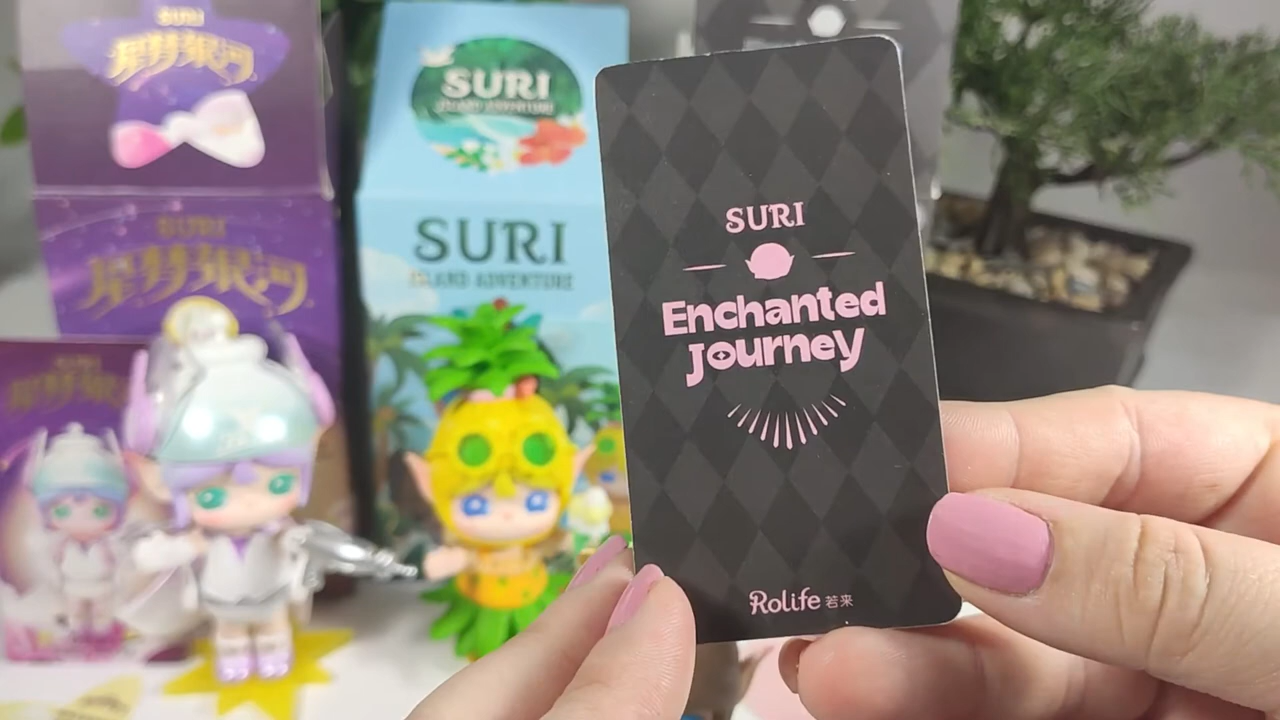 SURI
星梦银河
SURI
星梦银河
SURI
ISLAND ADVENTURE
SURI
ISLAND ADVENTURE
SURI
Enchanted
Journey
Rolife 若来